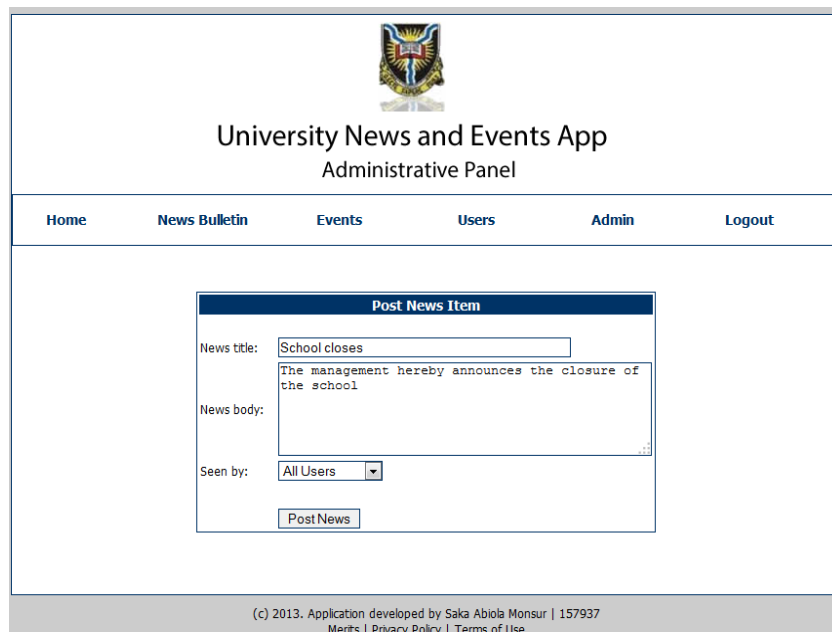 University News and Events App
Administrative Panel
Home News Bulletin Events Users Admin Logout
Post News Item
News title: School closes
The management hereby announces the closure of
the school
News body:
Seen by: All Users
Post News
(c) 2013. Application developed by Saka Abiola Monsur | 157937
Merits | Privacy Policy | Terms of Use